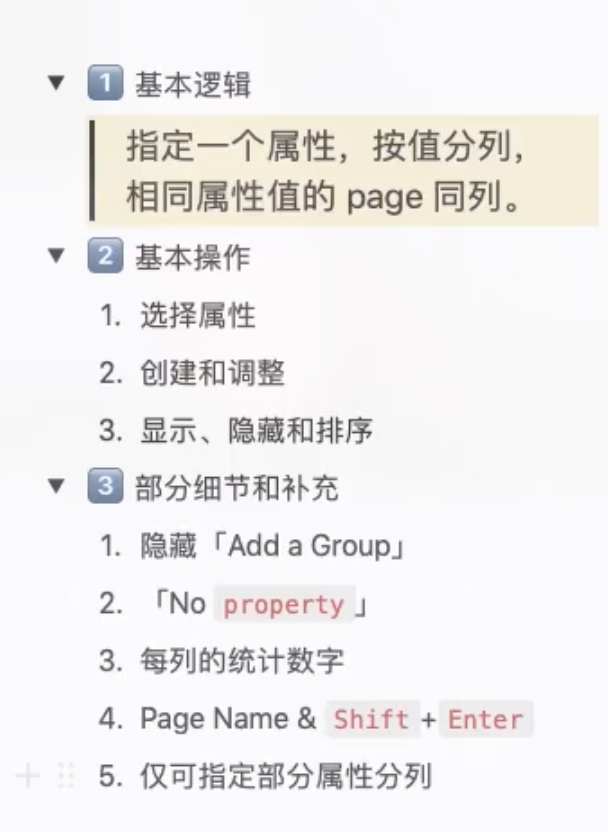 ▼ 1️⃣ 基本逻辑
指定一个属性，按值分列，
相同属性值的 page 同列。
▼ 2️⃣ 基本操作
1. 选择属性
2. 创建和调整
3. 显示、隐藏和排序
▼ 3️⃣ 部分细节和补充
1. 隐藏「Add a Group」
2. 「No property」
3. 每列的统计数字
4. Page Name & Shift+Enter
5. 仅可指定部分属性分列